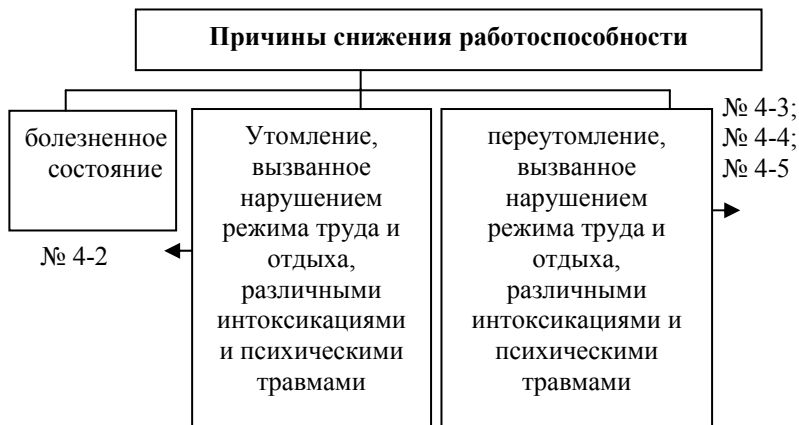 Причины снижения работоспособности
болезненное
состояние
№ 4-2
Утомление,
вызванное
нарушением
режима труда и
отдыха,
различными
интоксикациями
и психическими
травмами
переутомление,
вызванное
нарушением
режима труда и
отдыха,
различными
интоксикациями и
психическими
травмами
№ 4-3;
№ 4-4;
№ 4-5